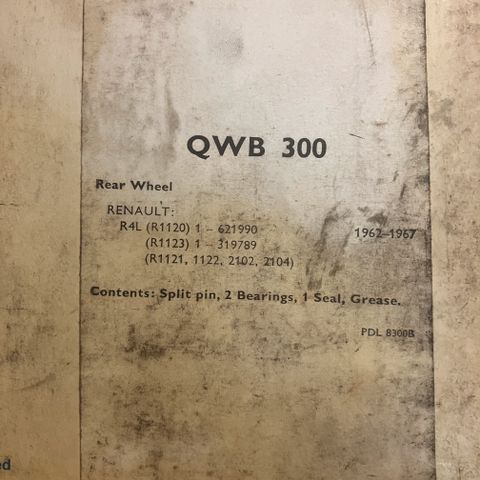 QWB 300
Rear Wheel
RENAULT:
R4L (R1120) 1 – 621990 1962–1967
(R1123) 1 – 319789
(R1121, 1122, 2102, 2104)
Contents: Split pin, 2 Bearings, 1 Seal, Grease.
PDL 8300B
ed